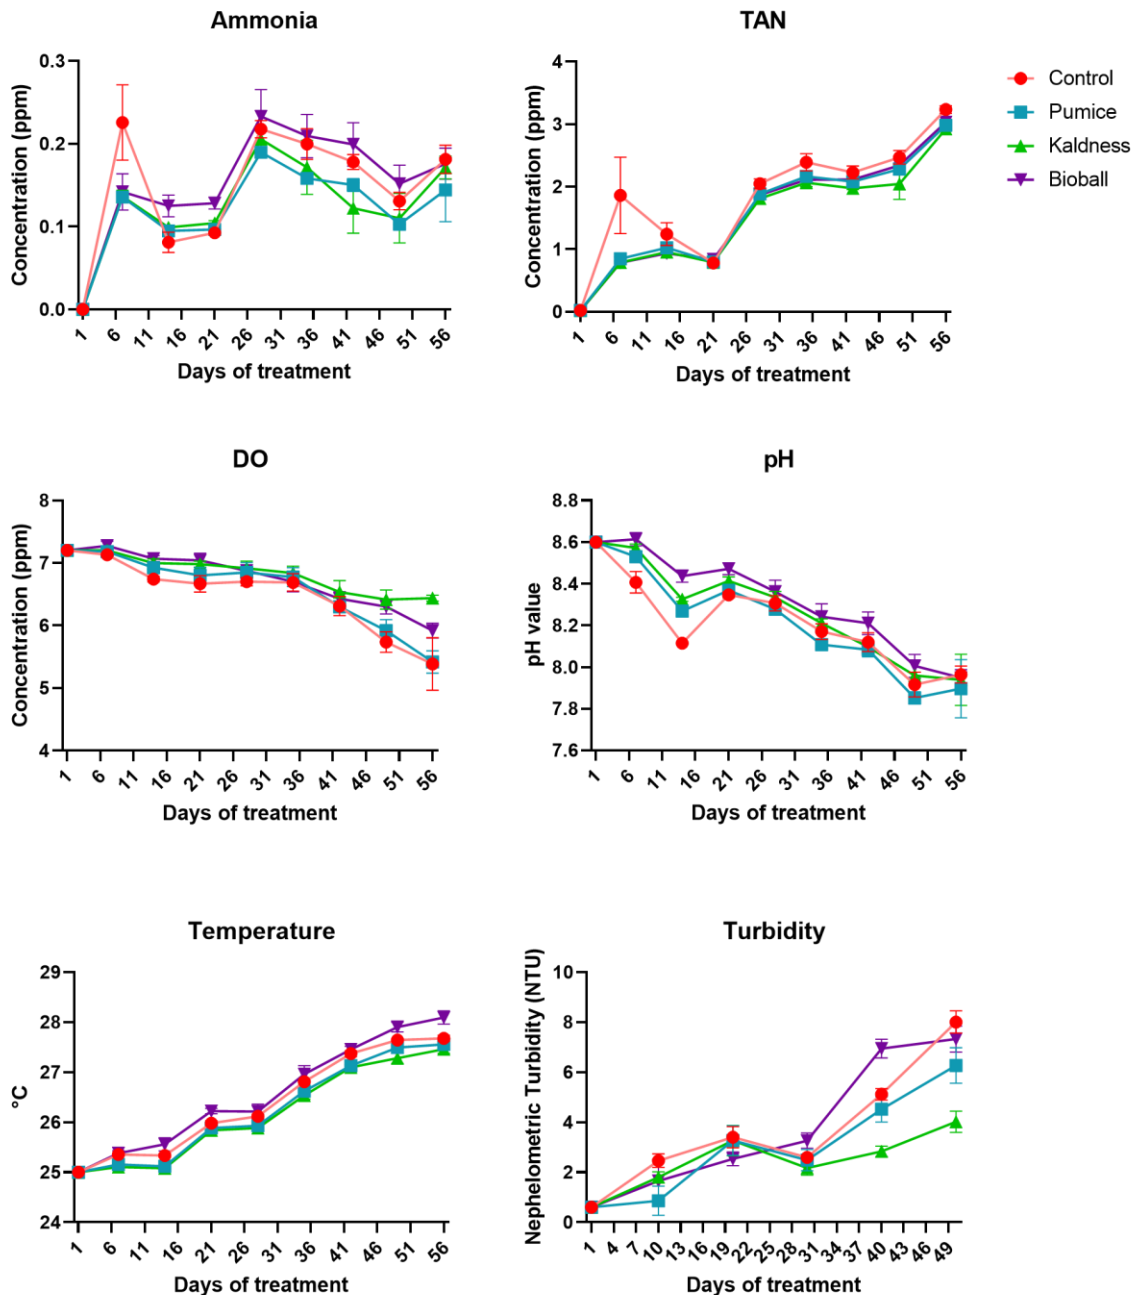 Ammonia
Concentration (ppm)
0.3
0.2
0.1
0.0
1 6 11 16 21 26 31 36 41 46 51 56
Days of treatment
TAN
Concentration (ppm)
4
3
2
1
0
1 6 11 16 21 26 31 36 41 46 51 56
Days of treatment
Control
Pumice
Kaldness
Bioball
DO
Concentration (ppm)
8
7
6
5
4
1 6 11 16 21 26 31 36 41 46 51 56
Days of treatment
pH
pH value
8.8
8.6
8.4
8.2
8.0
7.8
7.6
1 6 11 16 21 26 31 36 41 46 51 56
Days of treatment
Temperature
°C
29
28
27
26
25
24
1 6 11 16 21 26 31 36 41 46 51 56
Days of treatment
Turbidity
Nephelometric Turbidity (NTU)
10
8
6
4
2
0
1 4 7 10 13 16 19 22 25 28 31 34 37 40 43 46 49
Days of treatment